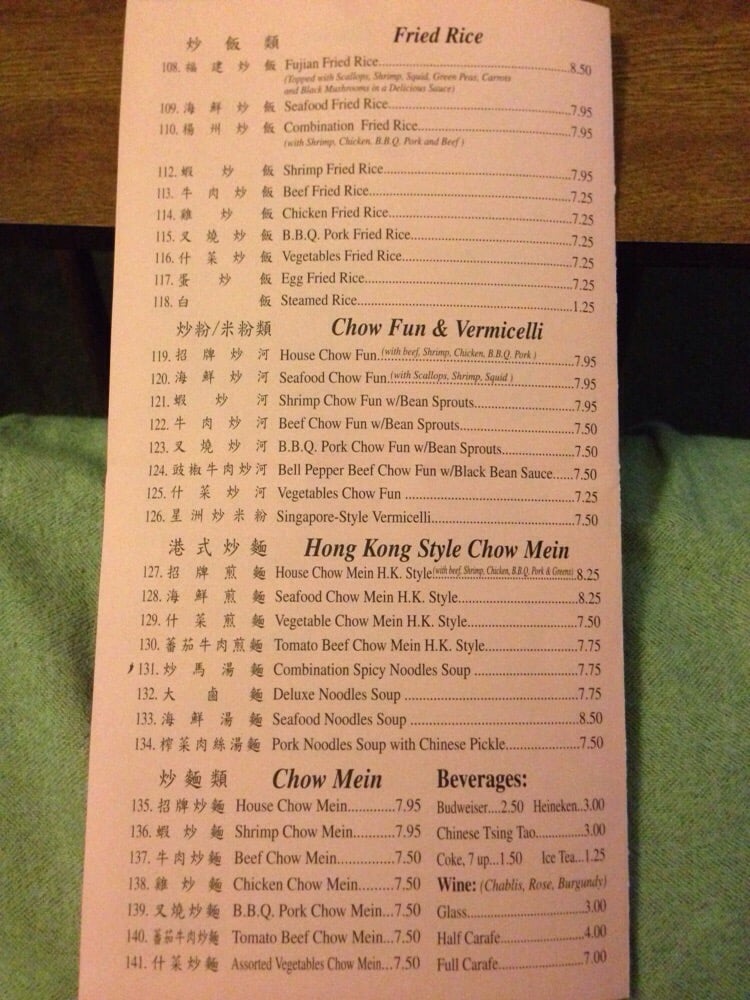 炒飯類 Fried Rice
108. 福建炒飯 Fujian Fried Rice 8.50
(Topped with Scallops, Shrimp, Squid, Green Peas, Carrots
and Black Mushrooms in a Delicious Sauce)
109. 海鮮炒飯 Seafood Fried Rice 7.95
110. 楊州炒飯 Combination Fried Rice 7.95
(with Shrimp, Chicken, B.B.Q. Pork and Beef)
112. 蝦炒飯 Shrimp Fried Rice 7.95
113. 牛肉炒飯 Beef Fried Rice 7.25
114. 雞炒飯 Chicken Fried Rice 7.25
115. 叉燒炒飯 B.B.Q. Pork Fried Rice 7.25
116. 什菜炒飯 Vegetables Fried Rice 7.25
117. 蛋炒飯 Egg Fried Rice 7.25
118. 白飯 Steamed Rice 1.25
炒粉/米粉類 Chow Fun & Vermicelli
119. 招牌炒河 House Chow Fun (with beef, Shrimp, Chicken, B.B.Q. Pork) 7.95
120. 海鮮炒河 Seafood Chow Fun (with Scallops, Shrimp, Squid) 7.95
121. 蝦炒河 Shrimp Chow Fun w/Bean Sprouts 7.95
122. 牛肉炒河 Beef Chow Fun w/Bean Sprouts 7.50
123. 叉燒炒河 B.B.Q. Pork Chow Fun w/Bean Sprouts 7.50
124. 豉椒牛肉炒河 Bell Pepper Beef Chow Fun w/Black Bean Sauce 7.50
125. 什菜炒河 Vegetables Chow Fun 7.25
126. 星洲炒米粉 Singapore-Style Vermicelli 7.50
港式炒麵 Hong Kong Style Chow Mein
127. 招牌煎麵 House Chow Mein H.K. Style (with beef, Shrimp, Chicken, B.B.Q. Pork & Greens) 8.25
128. 海鮮煎麵 Seafood Chow Mein H.K. Style 8.25
129. 什菜煎麵 Vegetable Chow Mein H.K. Style 7.50
130. 蕃茄牛肉煎麵 Tomato Beef Chow Mein H.K. Style 7.75
131. 炒馬湯麵 Combination Spicy Noodles Soup 7.75
132. 大鹵麵 Deluxe Noodles Soup 7.75
133. 海鮮湯麵 Seafood Noodles Soup 8.50
134. 榨菜肉絲湯麵 Pork Noodles Soup with Chinese Pickle 7.50
炒麵類 Chow Mein
135. 招牌炒麵 House Chow Mein 7.95
136. 蝦炒麵 Shrimp Chow Mein 7.95
137. 牛肉炒麵 Beef Chow Mein 7.50
138. 雞炒麵 Chicken Chow Mein 7.50
139. 叉燒炒麵 B.B.Q. Pork Chow Mein 7.50
140. 蕃茄牛肉炒麵 Tomato Beef Chow Mein 7.50
141. 什菜炒麵 Assorted Vegetables Chow Mein 7.50
Beverages:
Budweiser 2.50 Heineken 3.00
Chinese Tsing Tao 3.00
Coke, 7 up 1.50 Ice Tea 1.25
Wine: (Chablis, Rose, Burgundy)
Glass 3.00
Half Carafe 4.00
Full Carafe 7.00